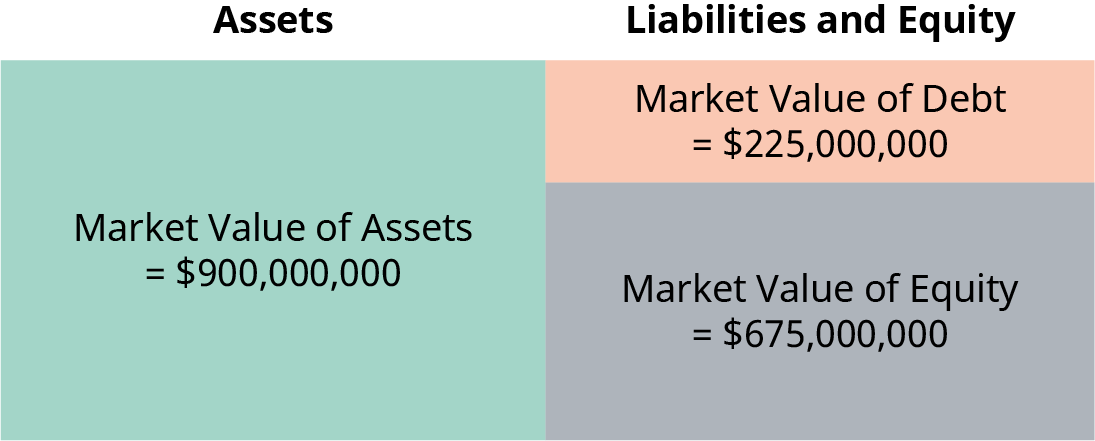 Assets
Liabilities and Equity
Market Value of Debt
= $225,000,000
Market Value of Assets
= $900,000,000
Market Value of Equity
= $675,000,000